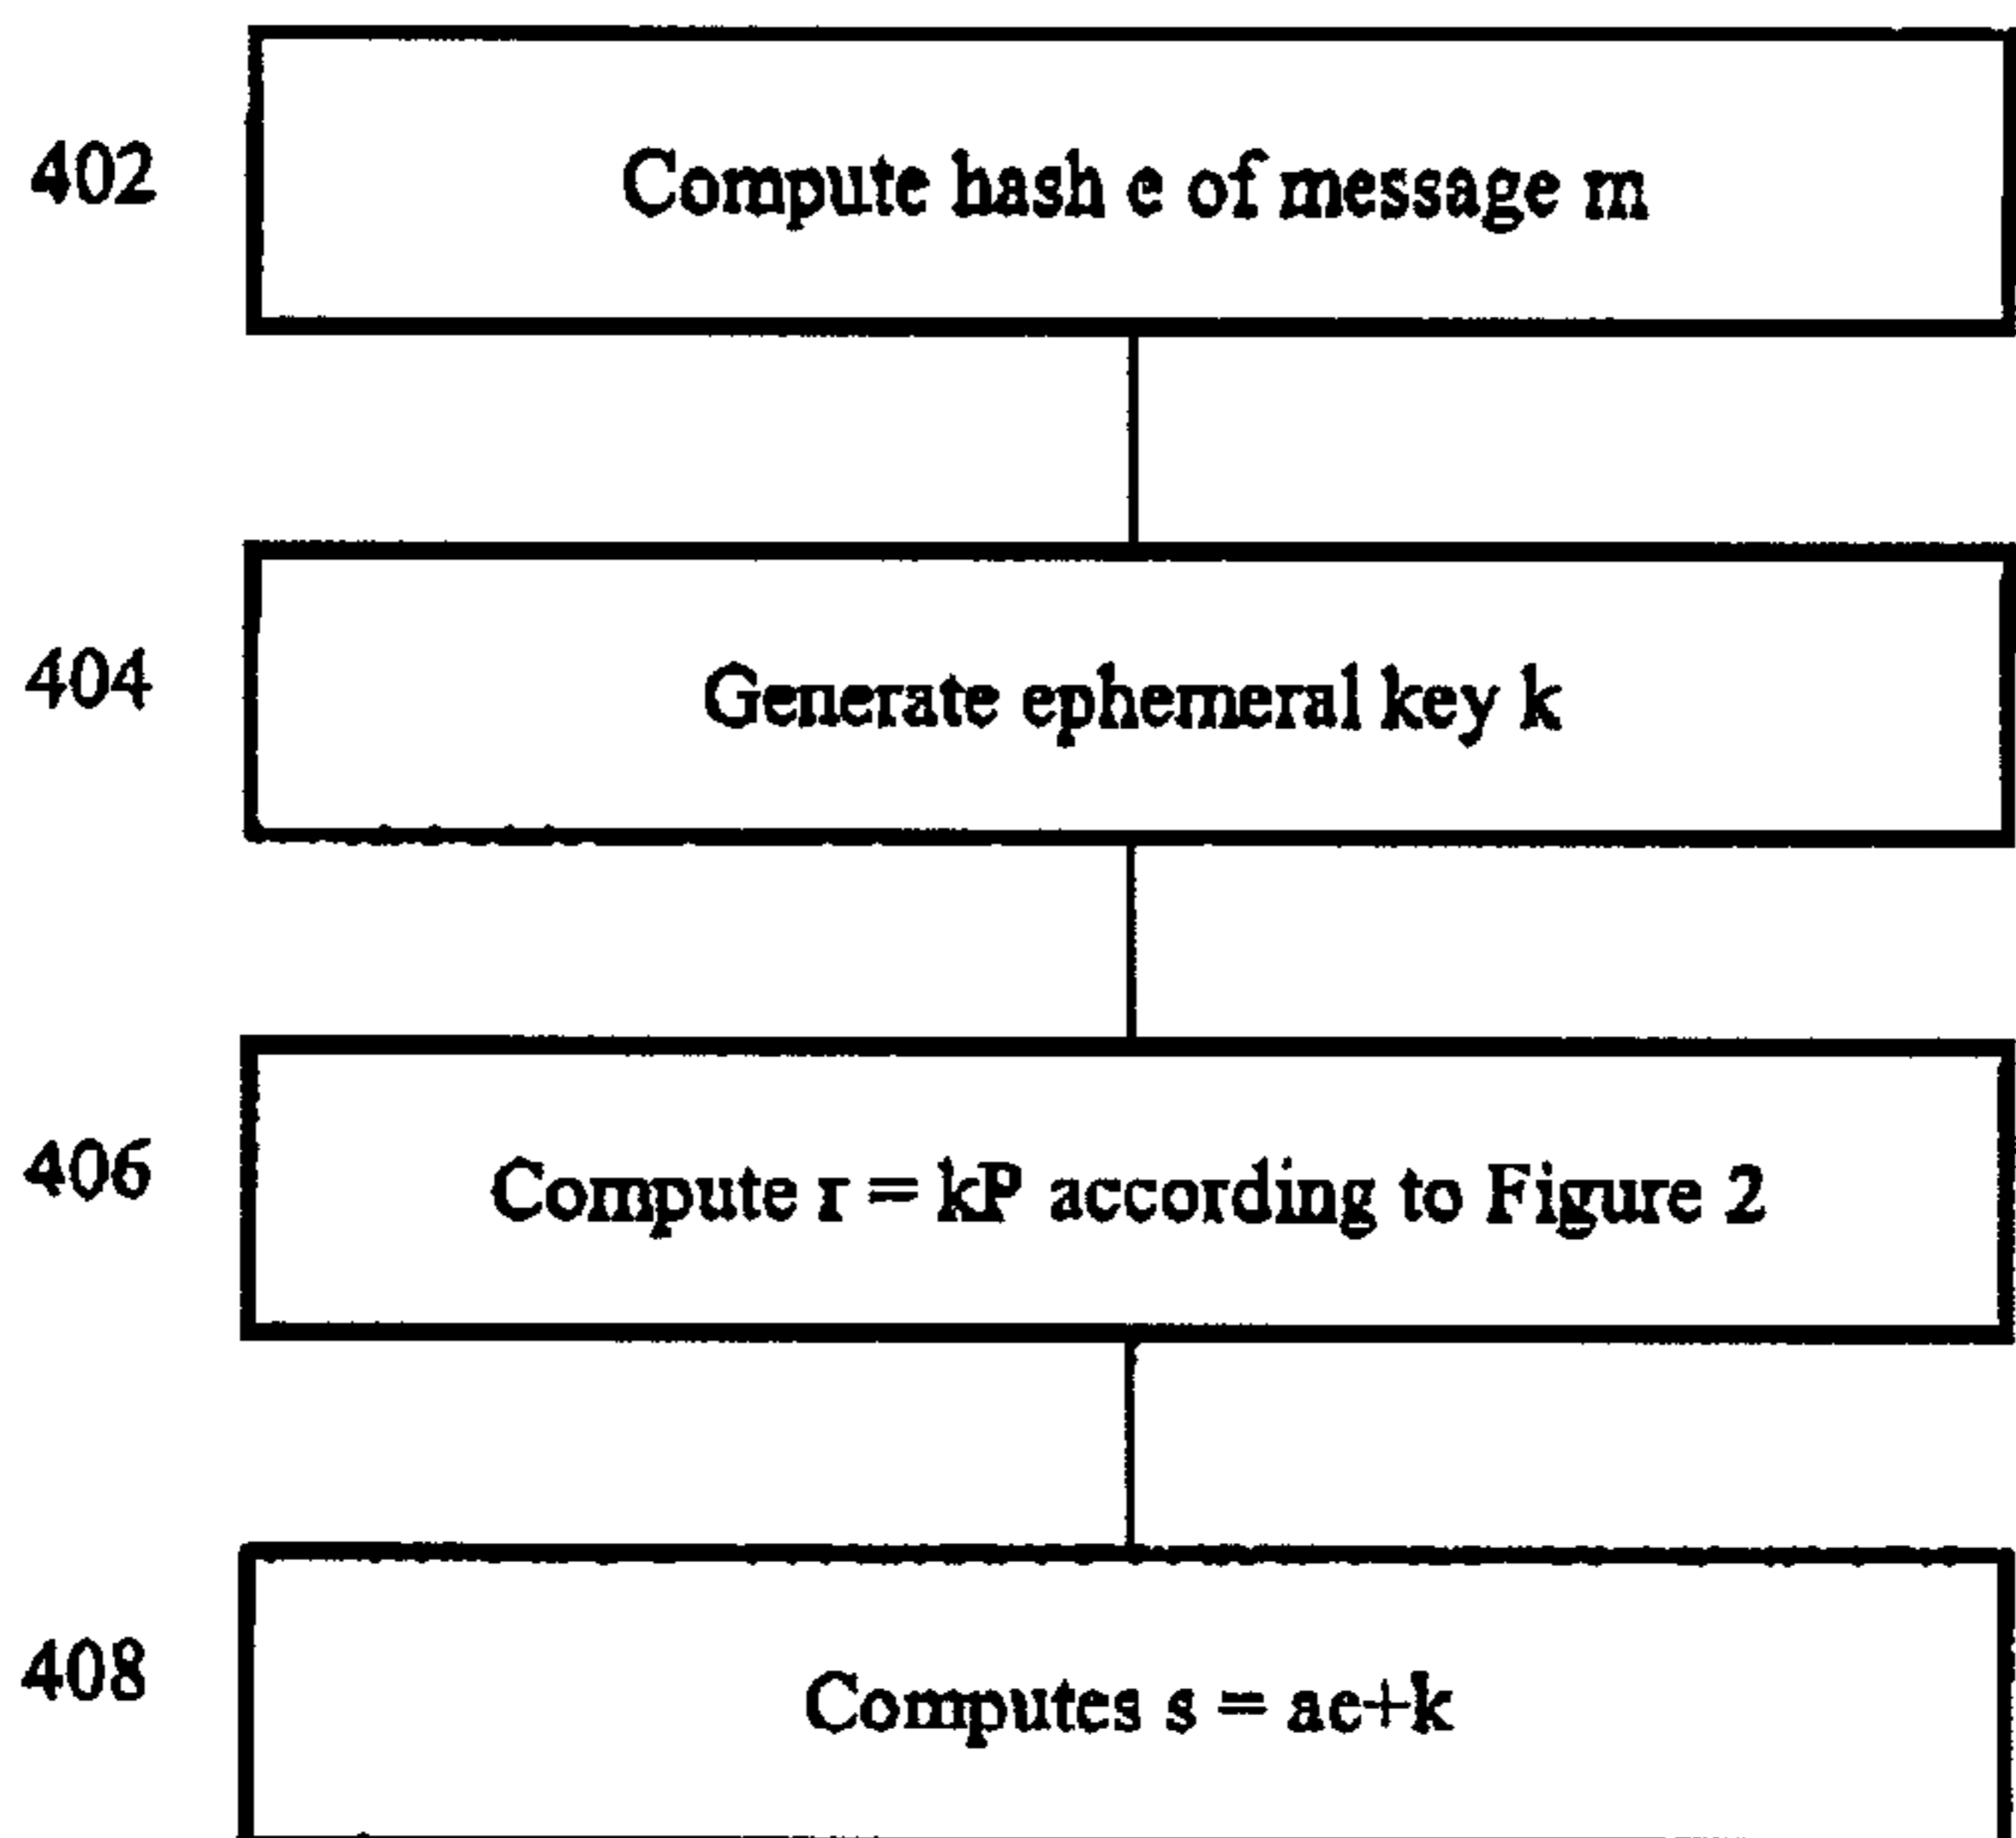 402
Compute hash e of message m
404
Generate ephemeral key k
406
Compute r = kP according to Figure 2
408
Computes s = ae+k